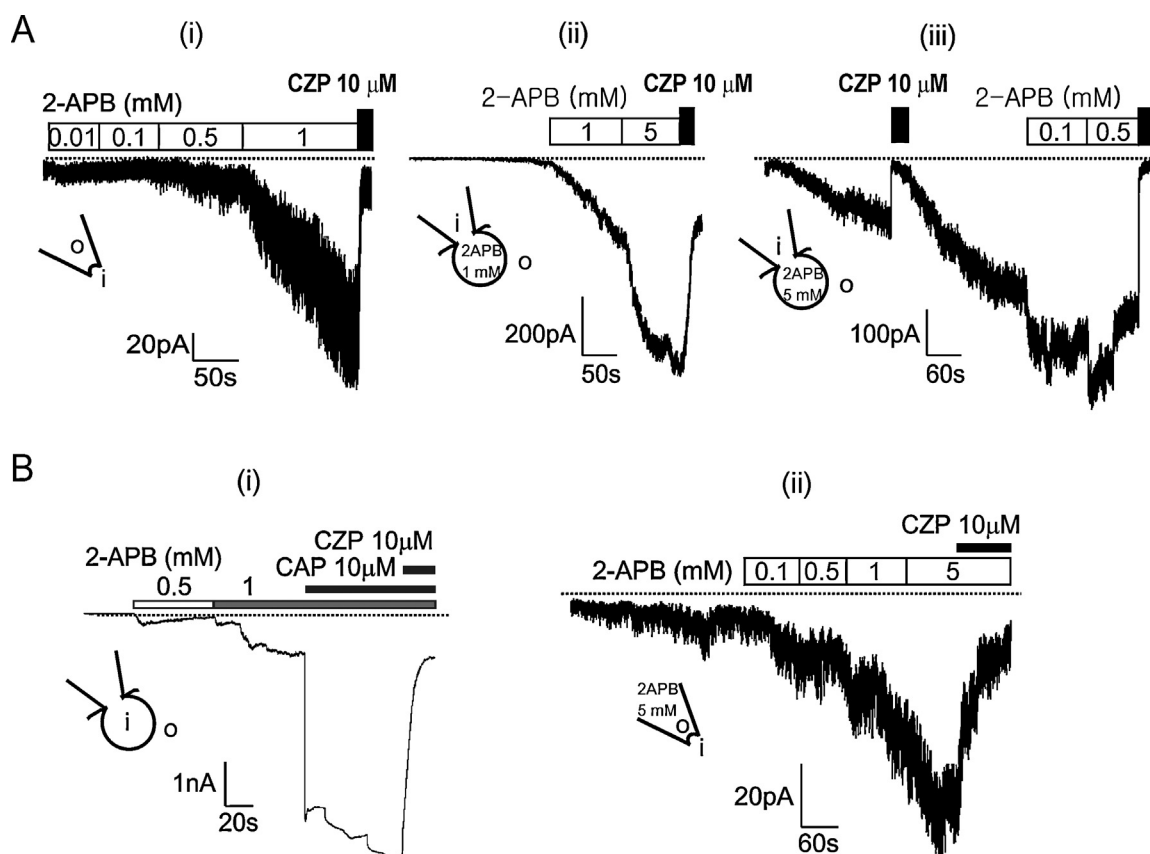 A
(i)
2-APB (mM)
CZP 10 μM
0.01 0.1 0.5 1
o
i
20pA
50s
(ii)
2-APB (mM)
CZP 10 μM
1 5
i
2APB
1 mM
o
200pA
50s
(iii)
CZP 10 μM
2-APB (mM)
0.1 0.5
i
2APB
5 mM
o
100pA
60s
B
(i)
CZP 10μM
2-APB (mM)
CAP 10μM
0.5 1
i
o
1nA
20s
(ii)
CZP 10μM
2-APB (mM)
0.1 0.5 1 5
2APB
5 mM
o
i
20pA
60s